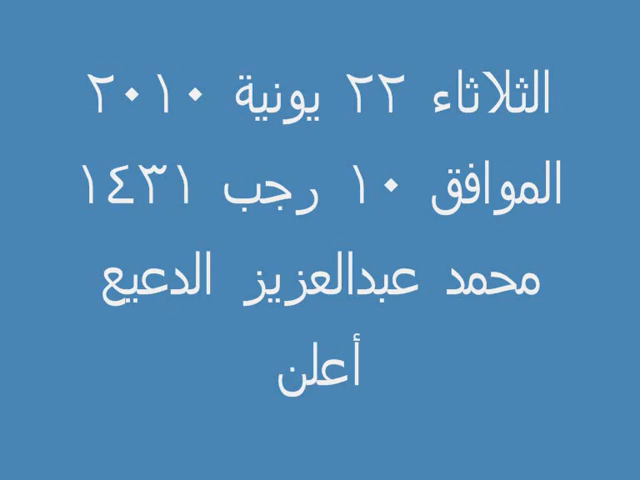 الثلاثاء ٢٢ يونية ٢٠١٠
الموافق ١٠ رجب ١٤٣١
محمد عبدالعزيز الدعيع
أعلن